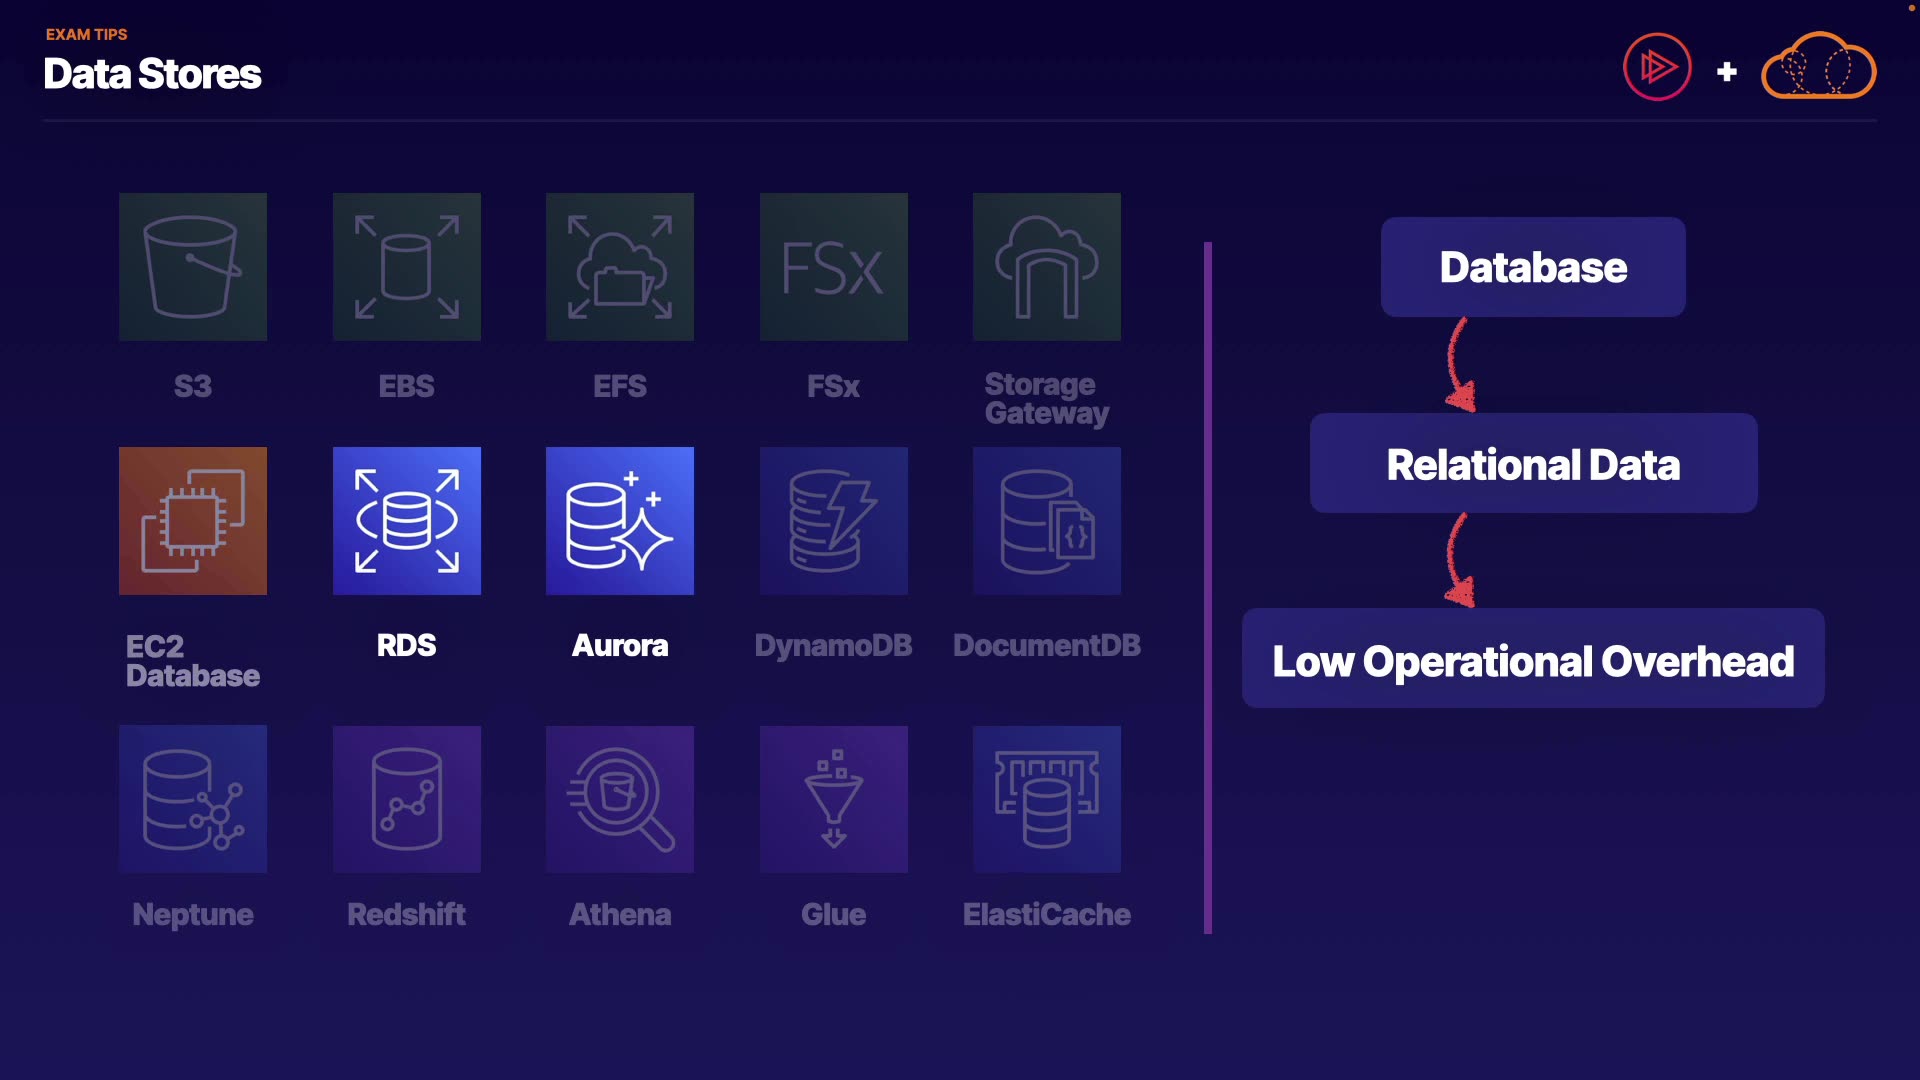 EXAM TIPS
Data Stores
FSx
S3
EBS
EFS
FSx
Storage
Gateway
EC2
Database
RDS
Aurora
DynamoDB
DocumentDB
Neptune
Redshift
Athena
Glue
ElastiCache
Database
Relational Data
Low Operational Overhead